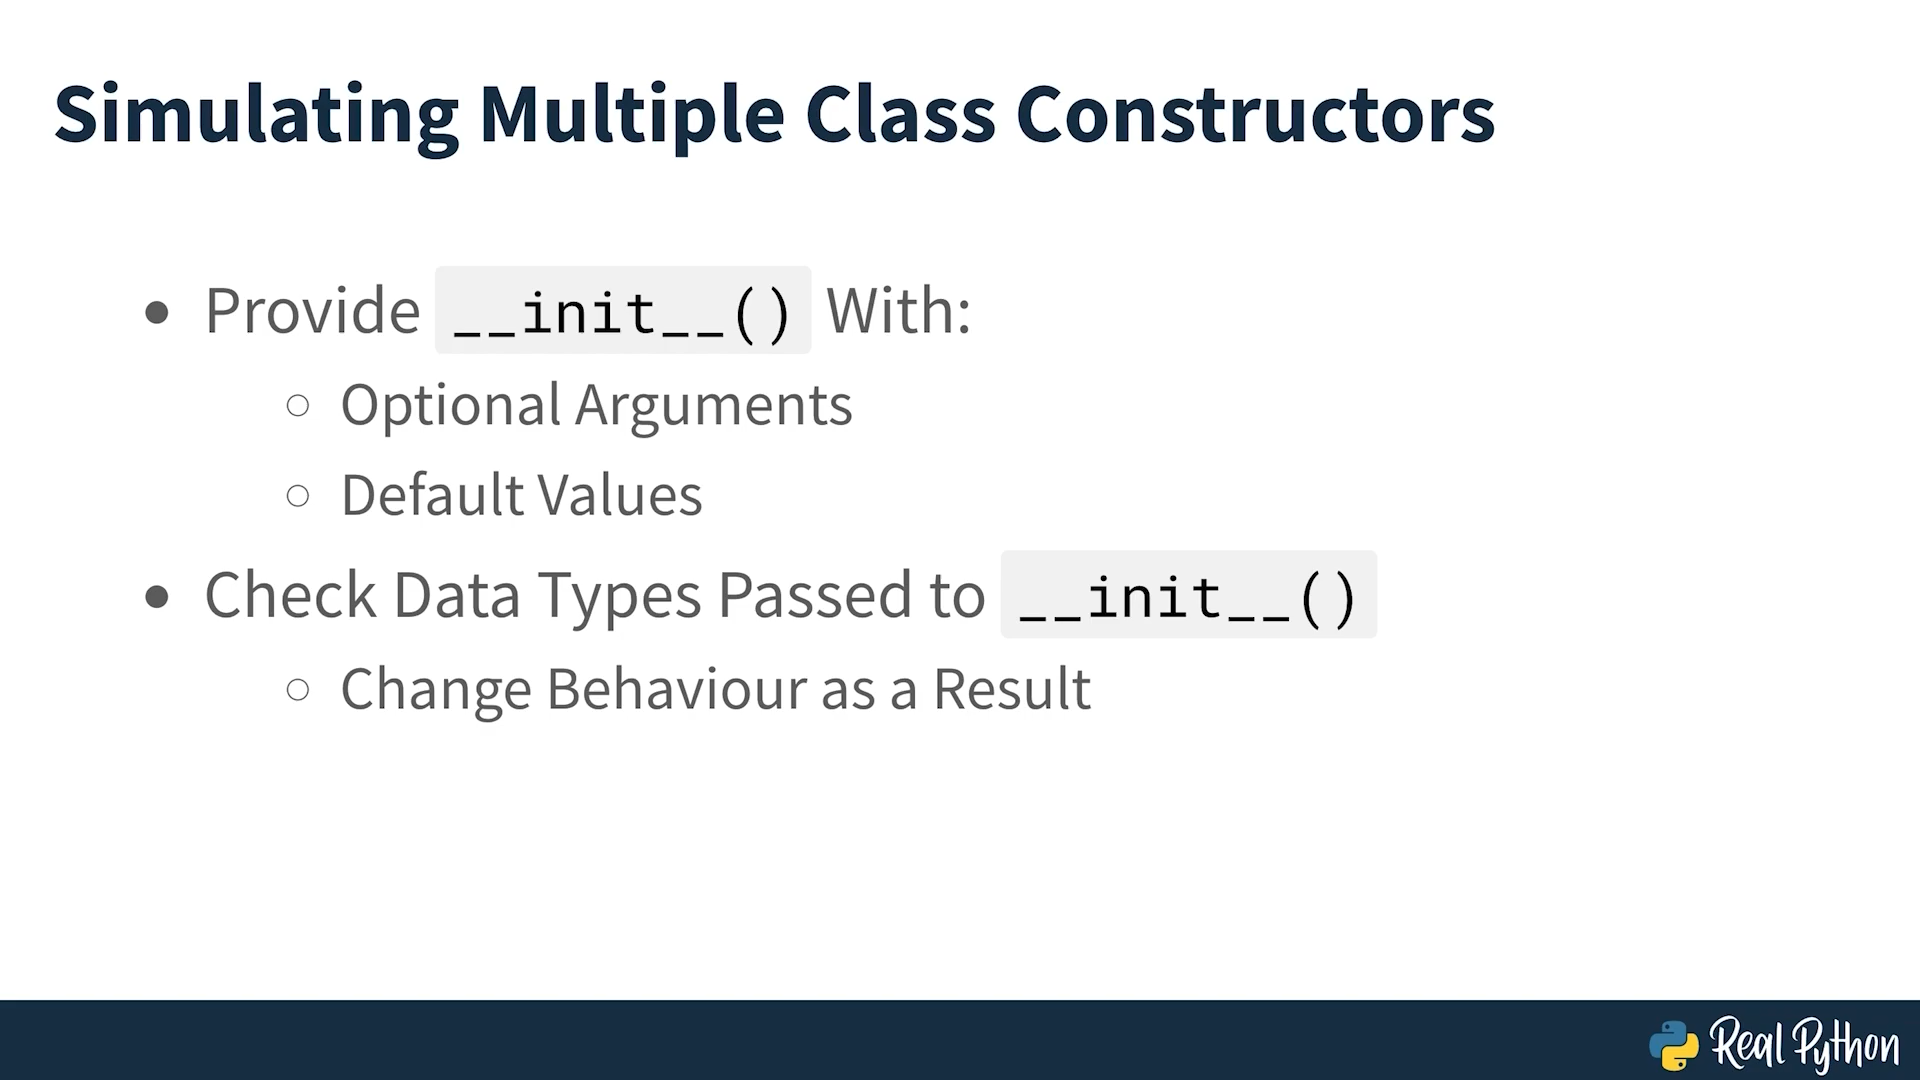 Simulating Multiple Class Constructors
• Provide __init__() With:
○ Optional Arguments
○ Default Values
• Check Data Types Passed to __init__()
○ Change Behaviour as a Result
Real Python